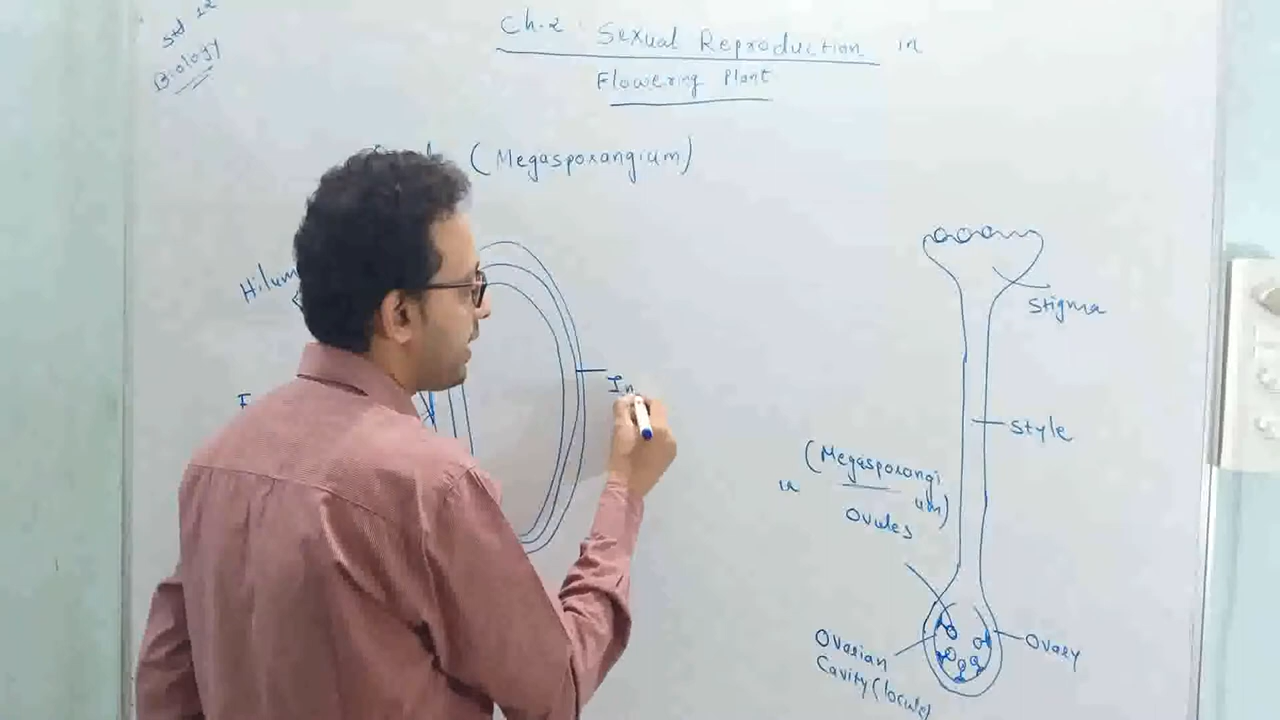 Std 12
Biology
Ch-2 : Sexual Reproduction in
Flowering Plant
(Megasporangium)
Hilum
In
Stigma
Style
(Megasporangi
um)
Ovules
Ovary
Ovarian
Cavity (locule)